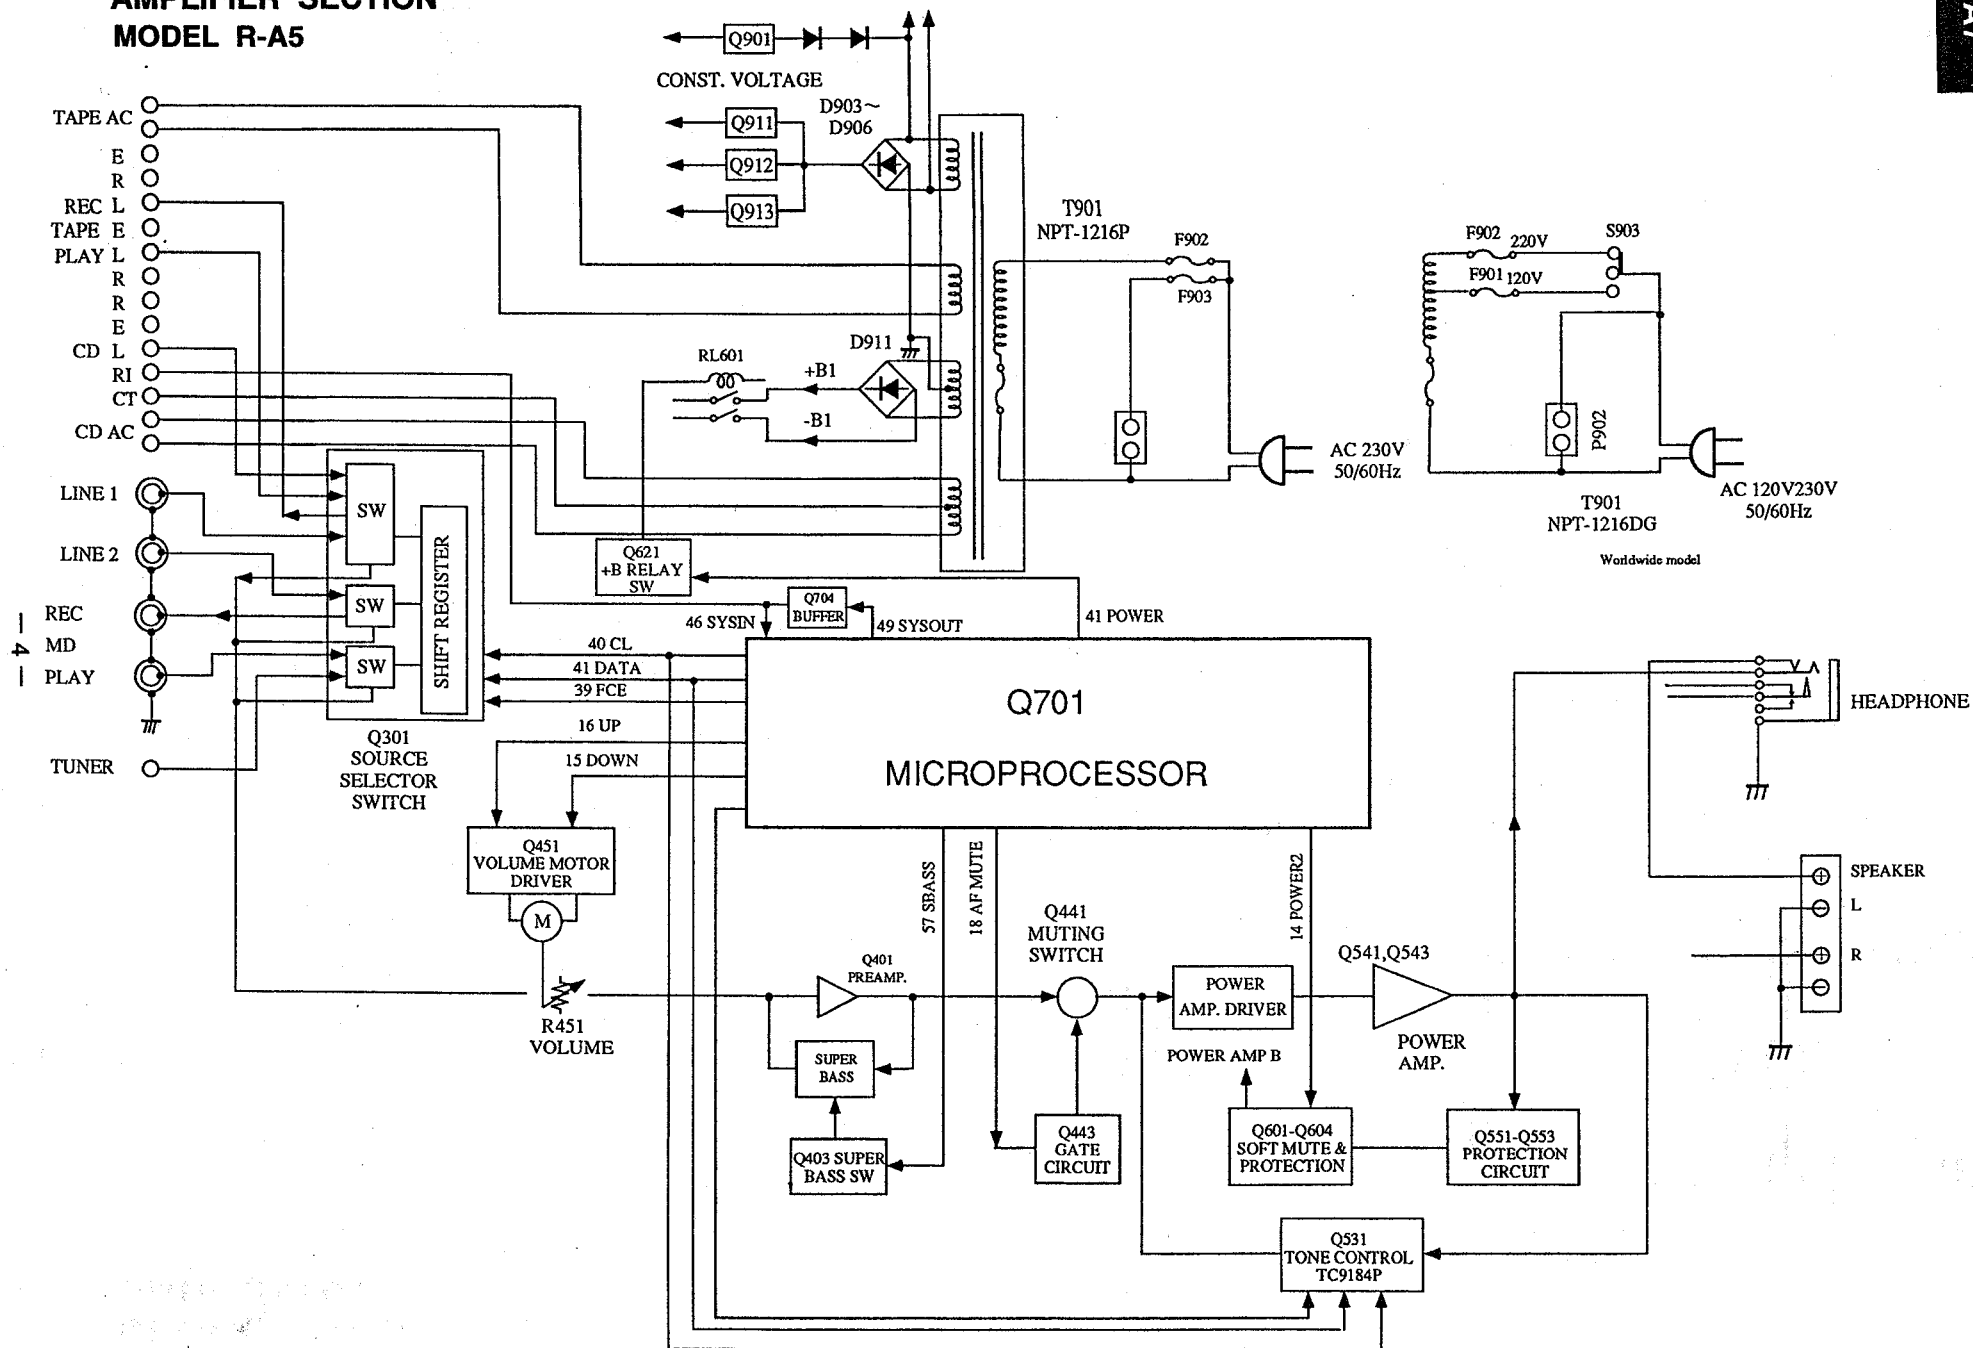 AMPLIFIER SECTION
MODEL R-A5
Q901
CONST. VOLTAGE
D903~
D906
Q911
Q912
Q913
TAPE AC
E
R
REC L
TAPE E
PLAY L
R
R
E
CD L
RI
CT
CD AC
LINE 1
LINE 2
REC
MD
PLAY
TUNER
— 4 —
SW
SW
SW
SHIFT REGISTER
Q301
SOURCE
SELECTOR
SWITCH
T901
NPT-1216P
F902
F903
AC 230V
50/60Hz
F902 220V
F901 120V
S903
P902
AC 120V230V
50/60Hz
T901
NPT-1216DG
Worldwide model
D911
RL601
+B1
-B1
Q621
+B RELAY
SW
Q704
BUFFER
46 SYSIN
49 SYSOUT
41 POWER
40 CL
41 DATA
39 FCE
16 UP
15 DOWN
Q701
MICROPROCESSOR
Q451
VOLUME MOTOR
DRIVER
M
R451
VOLUME
57 SBASS
18 AF MUTE
14 POWER2
Q401
PREAMP.
SUPER
BASS
Q403 SUPER
BASS SW
Q441
MUTING
SWITCH
Q443
GATE
CIRCUIT
POWER
AMP. DRIVER
Q541,Q543
POWER
AMP.
POWER AMP B
Q601-Q604
SOFT MUTE &
PROTECTION
Q551-Q553
PROTECTION
CIRCUIT
Q531
TONE CONTROL
TC9184P
HEADPHONE
SPEAKER
L
R